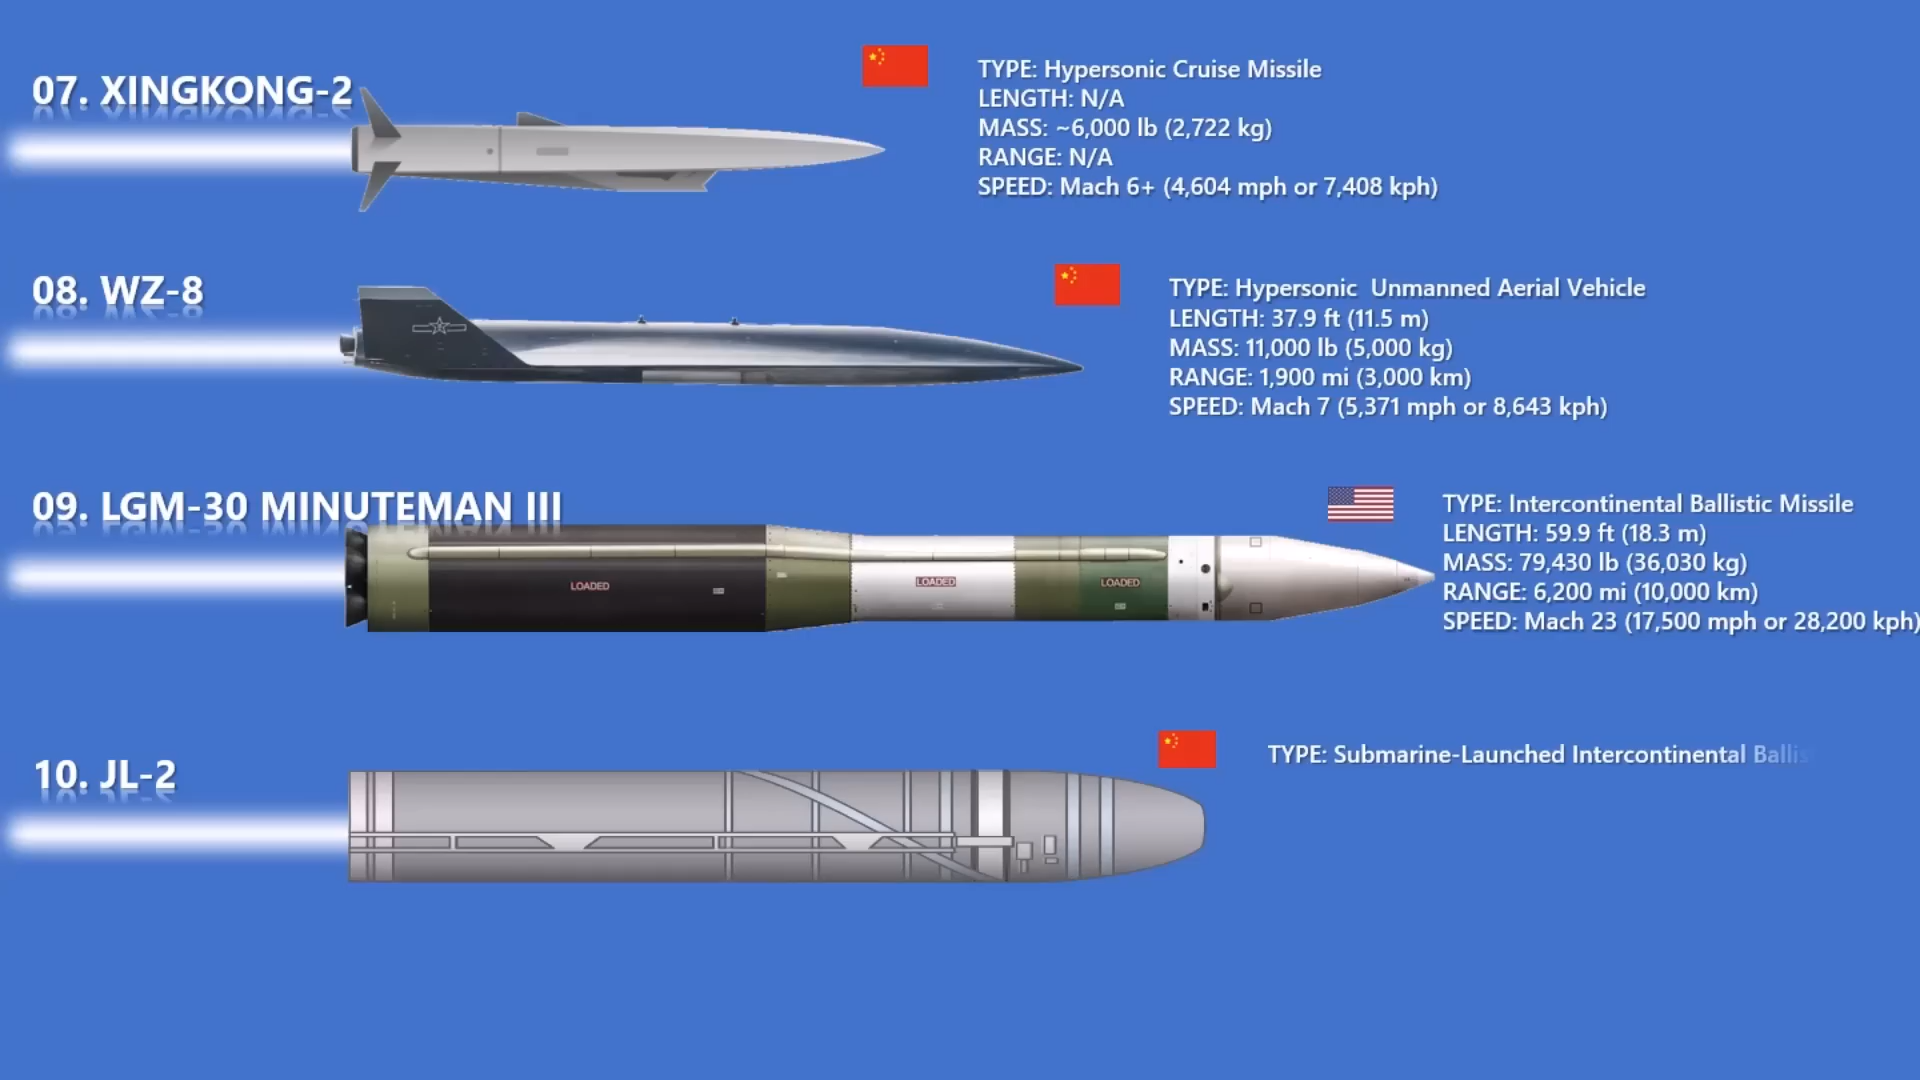 07. XINGKONG-2
TYPE: Hypersonic Cruise Missile
LENGTH: N/A
MASS: ~6,000 lb (2,722 kg)
RANGE: N/A
SPEED: Mach 6+ (4,604 mph or 7,408 kph)
08. WZ-8
TYPE: Hypersonic Unmanned Aerial Vehicle
LENGTH: 37.9 ft (11.5 m)
MASS: 11,000 lb (5,000 kg)
RANGE: 1,900 mi (3,000 km)
SPEED: Mach 7 (5,371 mph or 8,643 kph)
09. LGM-30 MINUTEMAN III
TYPE: Intercontinental Ballistic Missile
LENGTH: 59.9 ft (18.3 m)
MASS: 79,430 lb (36,030 kg)
RANGE: 6,200 mi (10,000 km)
SPEED: Mach 23 (17,500 mph or 28,200 kph)
LOADED
LOADED
LOADED
10. JL-2
TYPE: Submarine-Launched Intercontinental Ballis